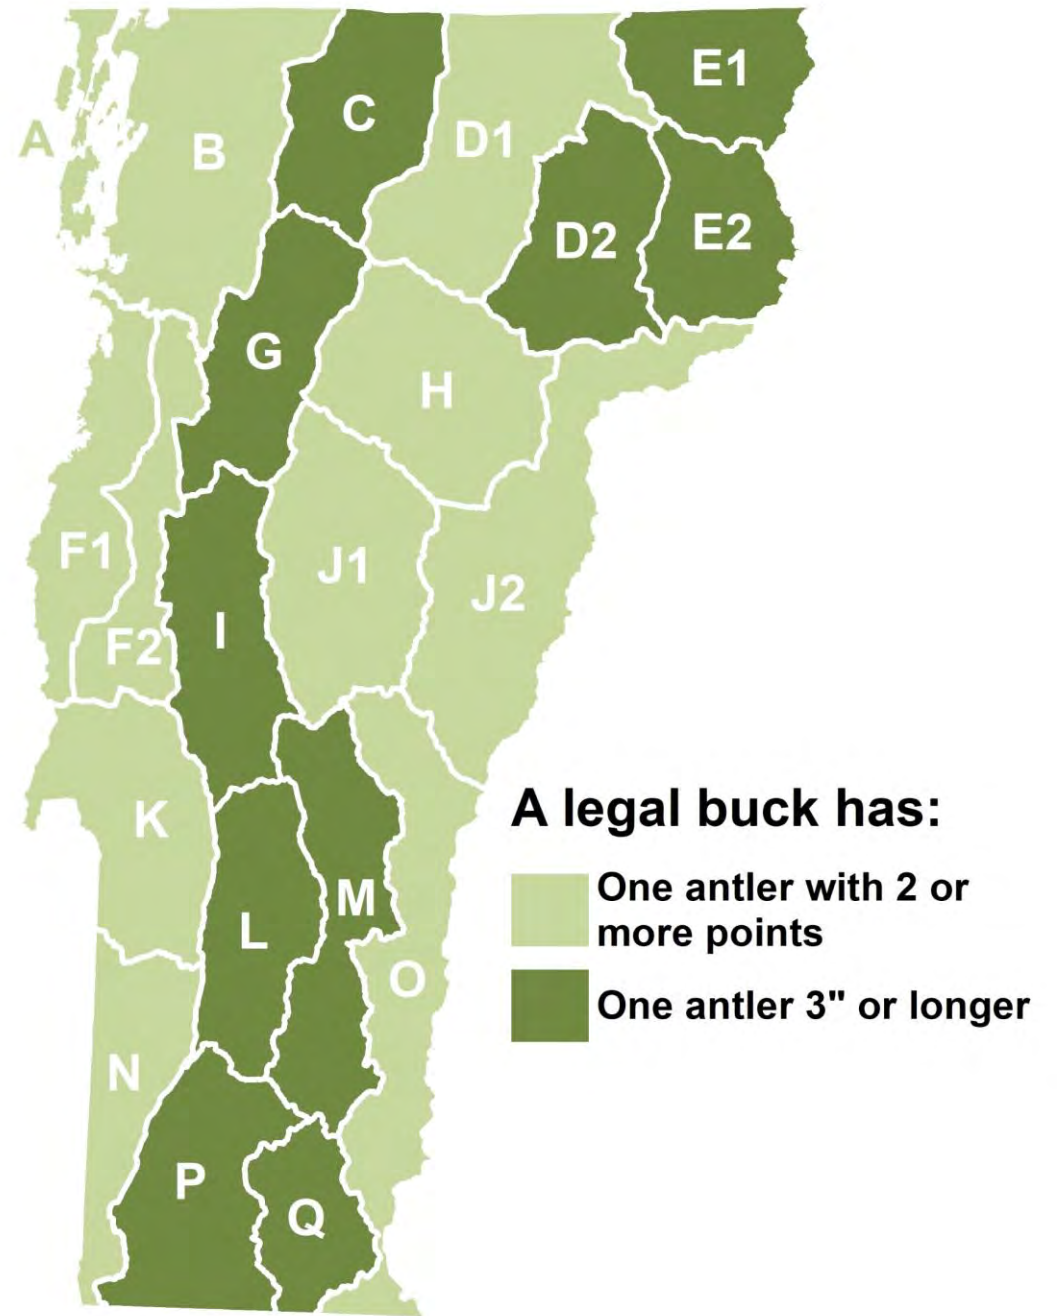 E1
C
A
B
D1
E2
D2
G
H
F1
J1
J2
I
F2
A legal buck has:
K
One antler with 2 or
more points
M
L
O
One antler 3" or longer
N
P
Q